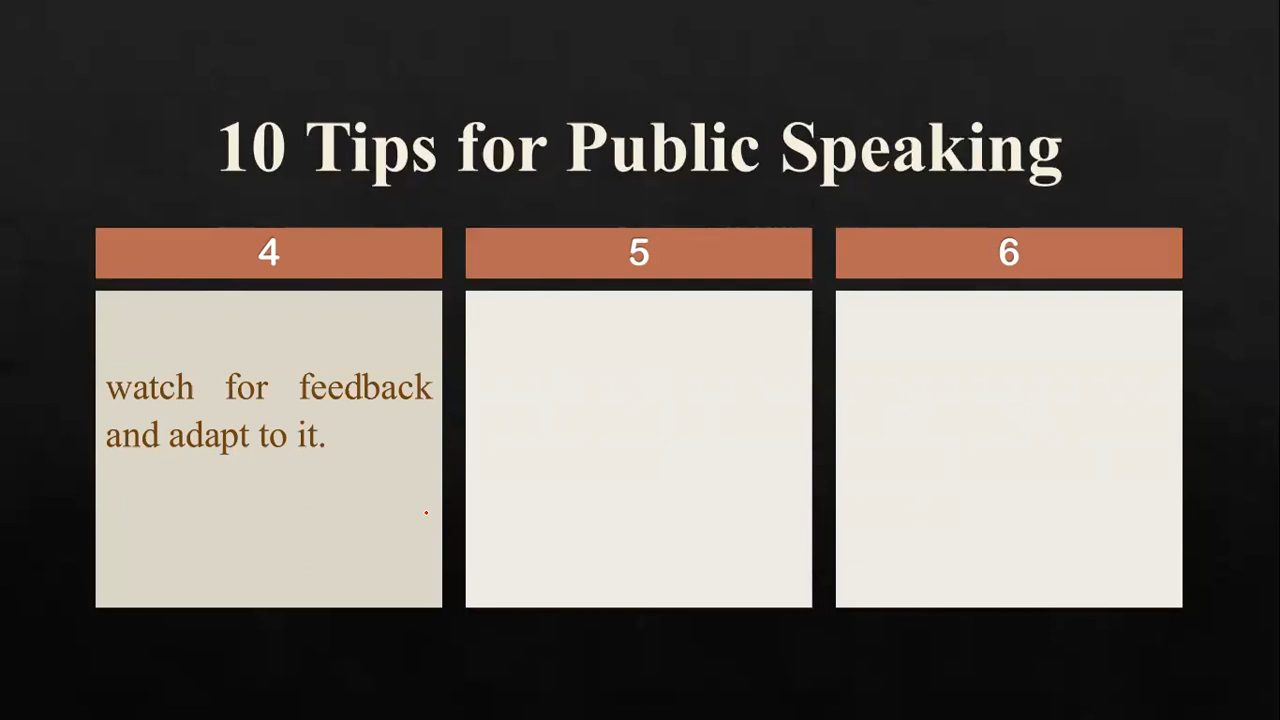 10 Tips for Public Speaking
4
5
6
watch for feedback
and adapt to it.